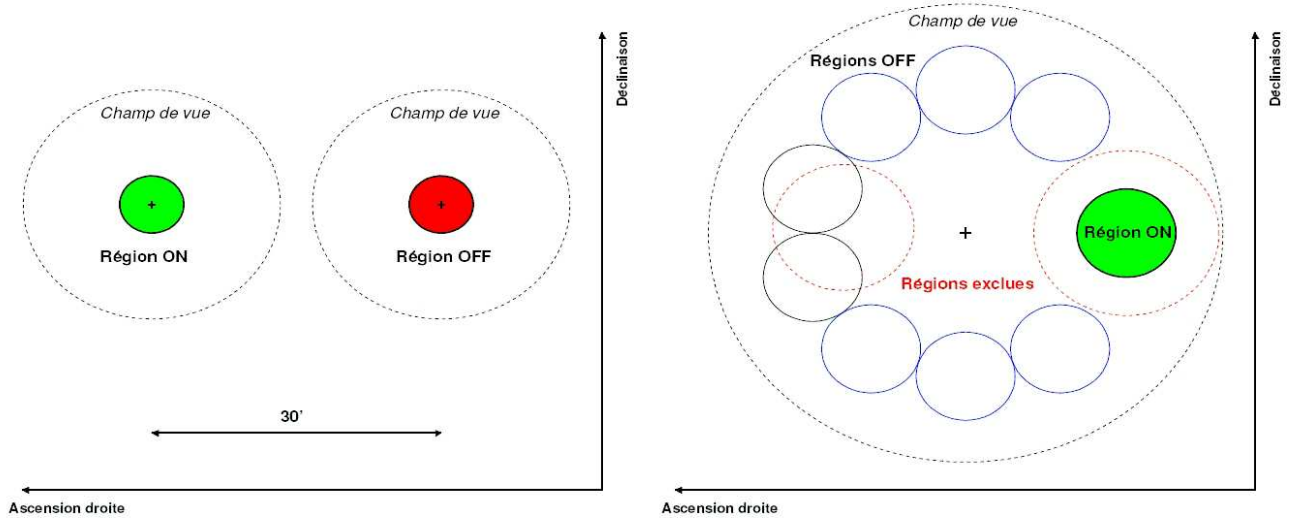 Champ de vue
Champ de vue
Région ON
Région OFF
30'
Déclinaison
Ascension droite
Champ de vue
Régions OFF
Région ON
Régions exclues
Déclinaison
Ascension droite